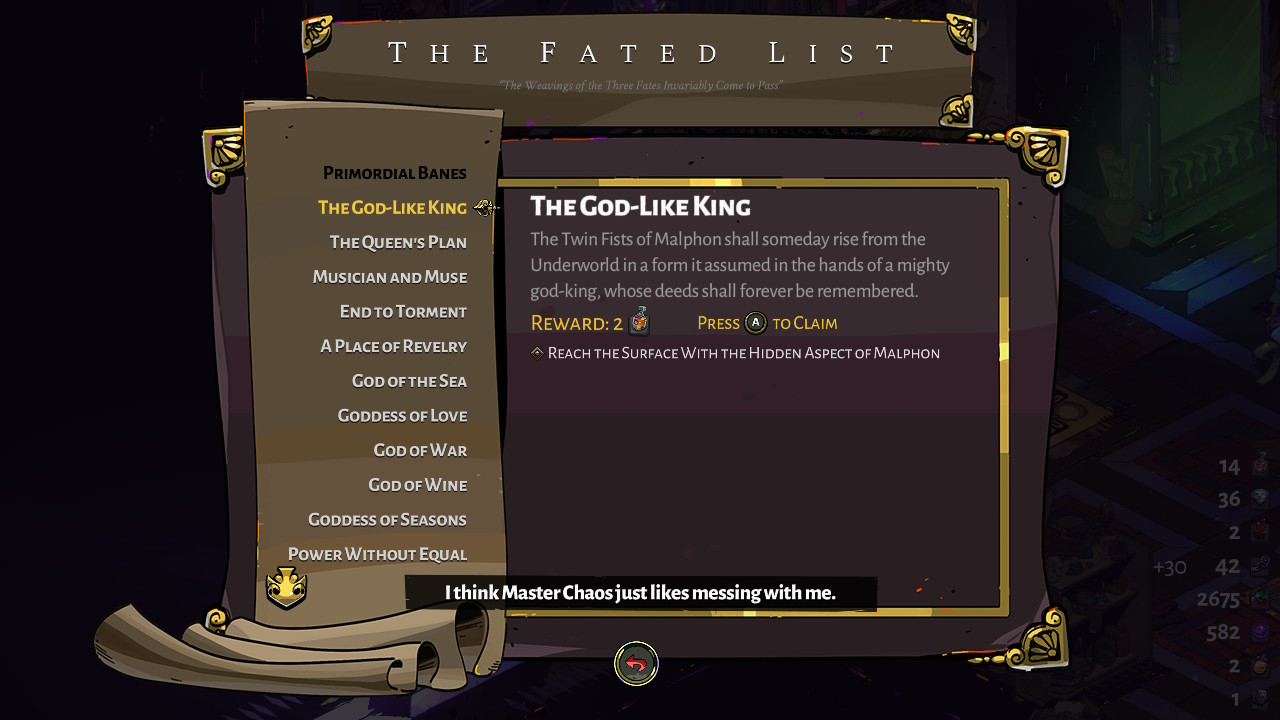 The Fated List
"The Weavings of the Three Fates Invariably Come to Pass"
Primordial Banes
The God-Like King
The Queen's Plan
Musician and Muse
End to Torment
A Place of Revelry
God of the Sea
Goddess of Love
God of War
God of Wine
Goddess of Seasons
Power Without Equal
The God-Like King
The Twin Fists of Malphon shall someday rise from the
Underworld in a form it assumed in the hands of a mighty
god-king, whose deeds shall forever be remembered.
Reward: 2 Press A to Claim
Reach the Surface With the Hidden Aspect of Malphon
I think Master Chaos just likes messing with me.
14
36
2
+30 42
2675
582
2
1